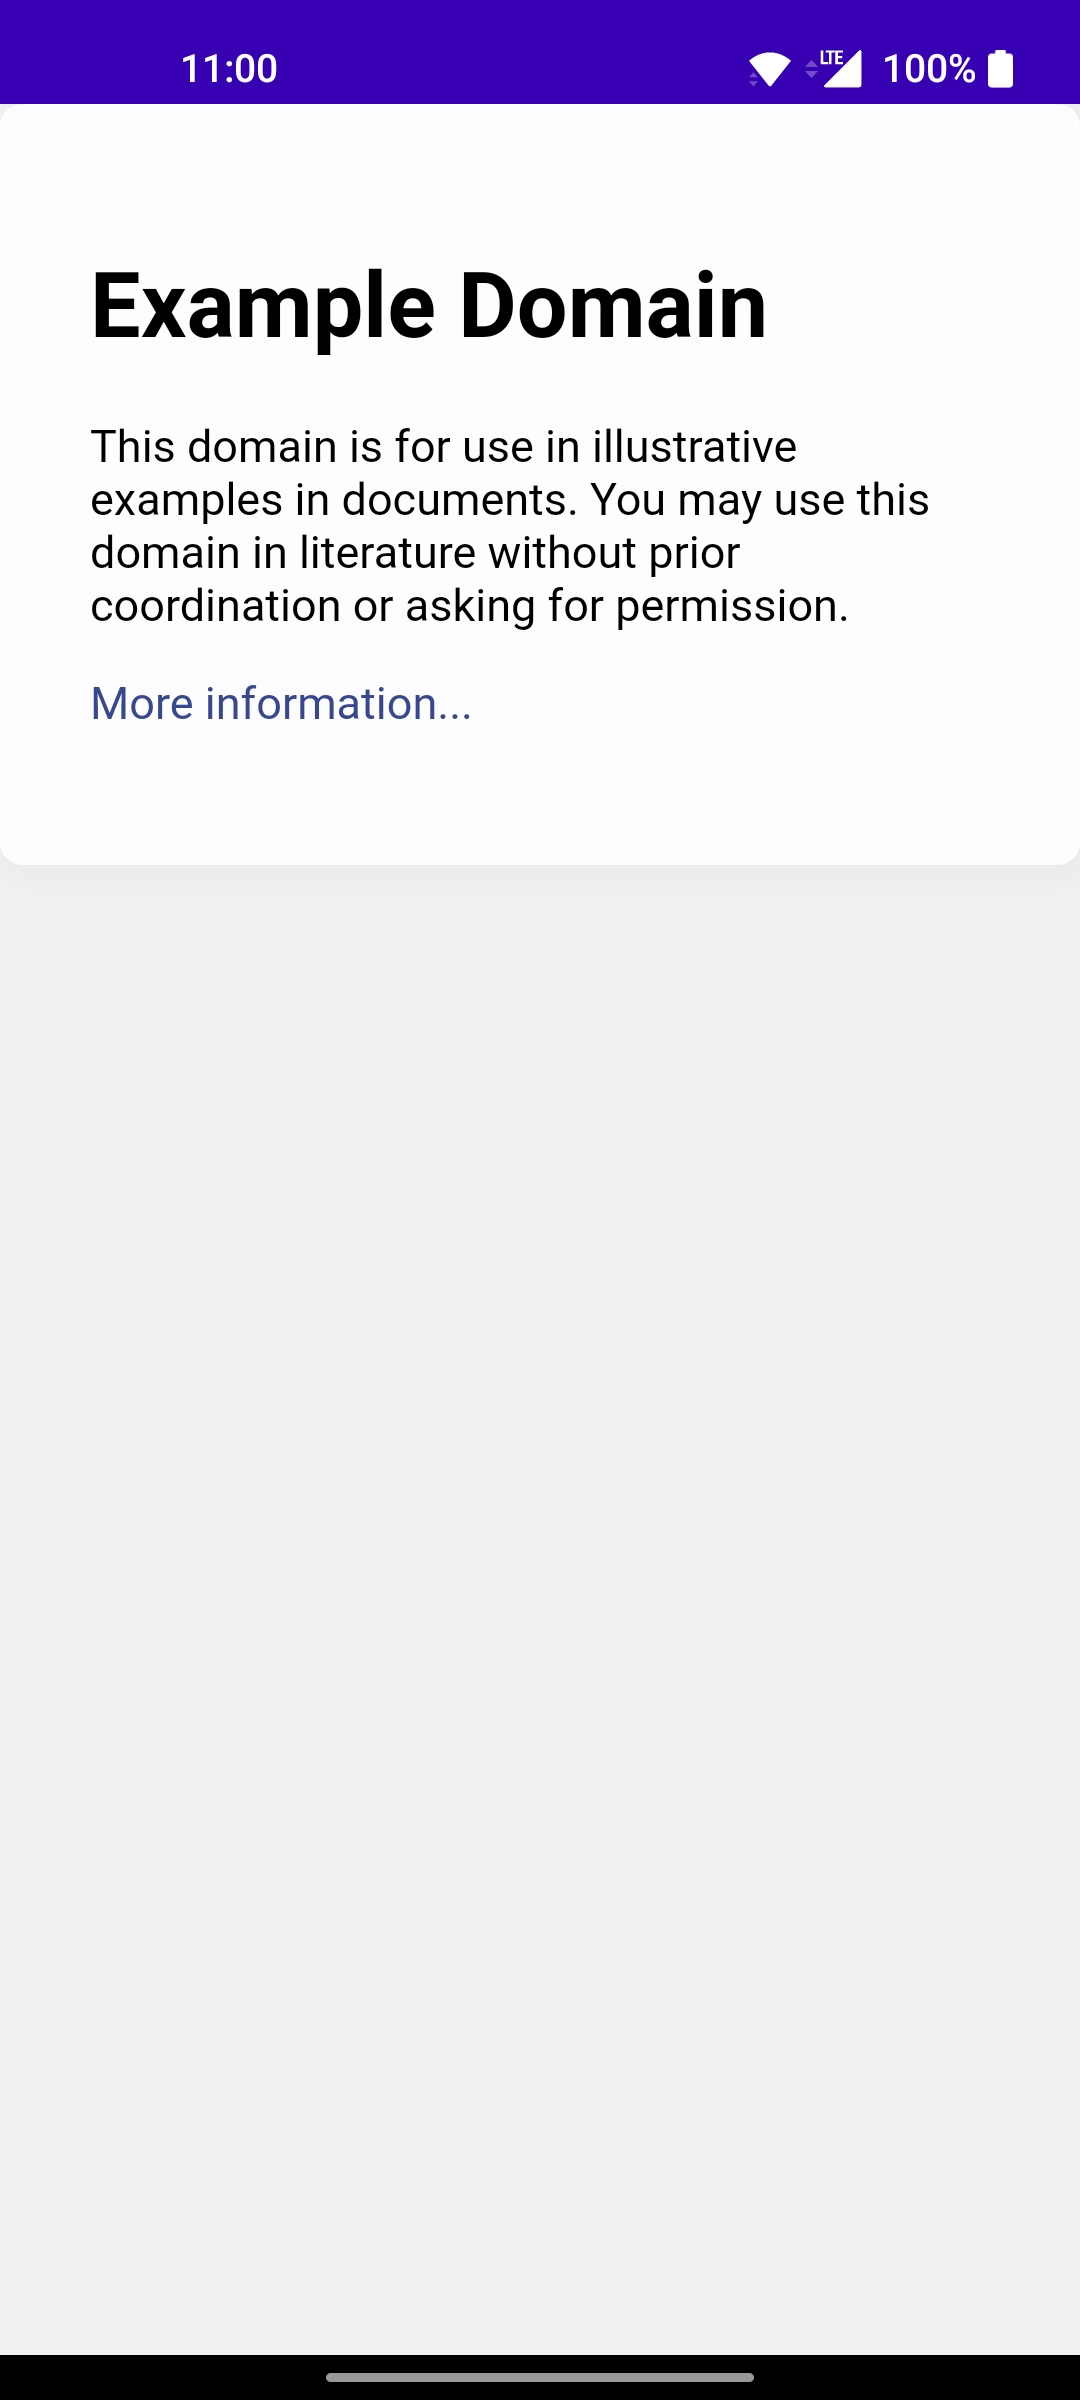 11:00
LTE
100%
Example Domain
This domain is for use in illustrative
examples in documents. You may use this
domain in literature without prior
coordination or asking for permission.
More information...